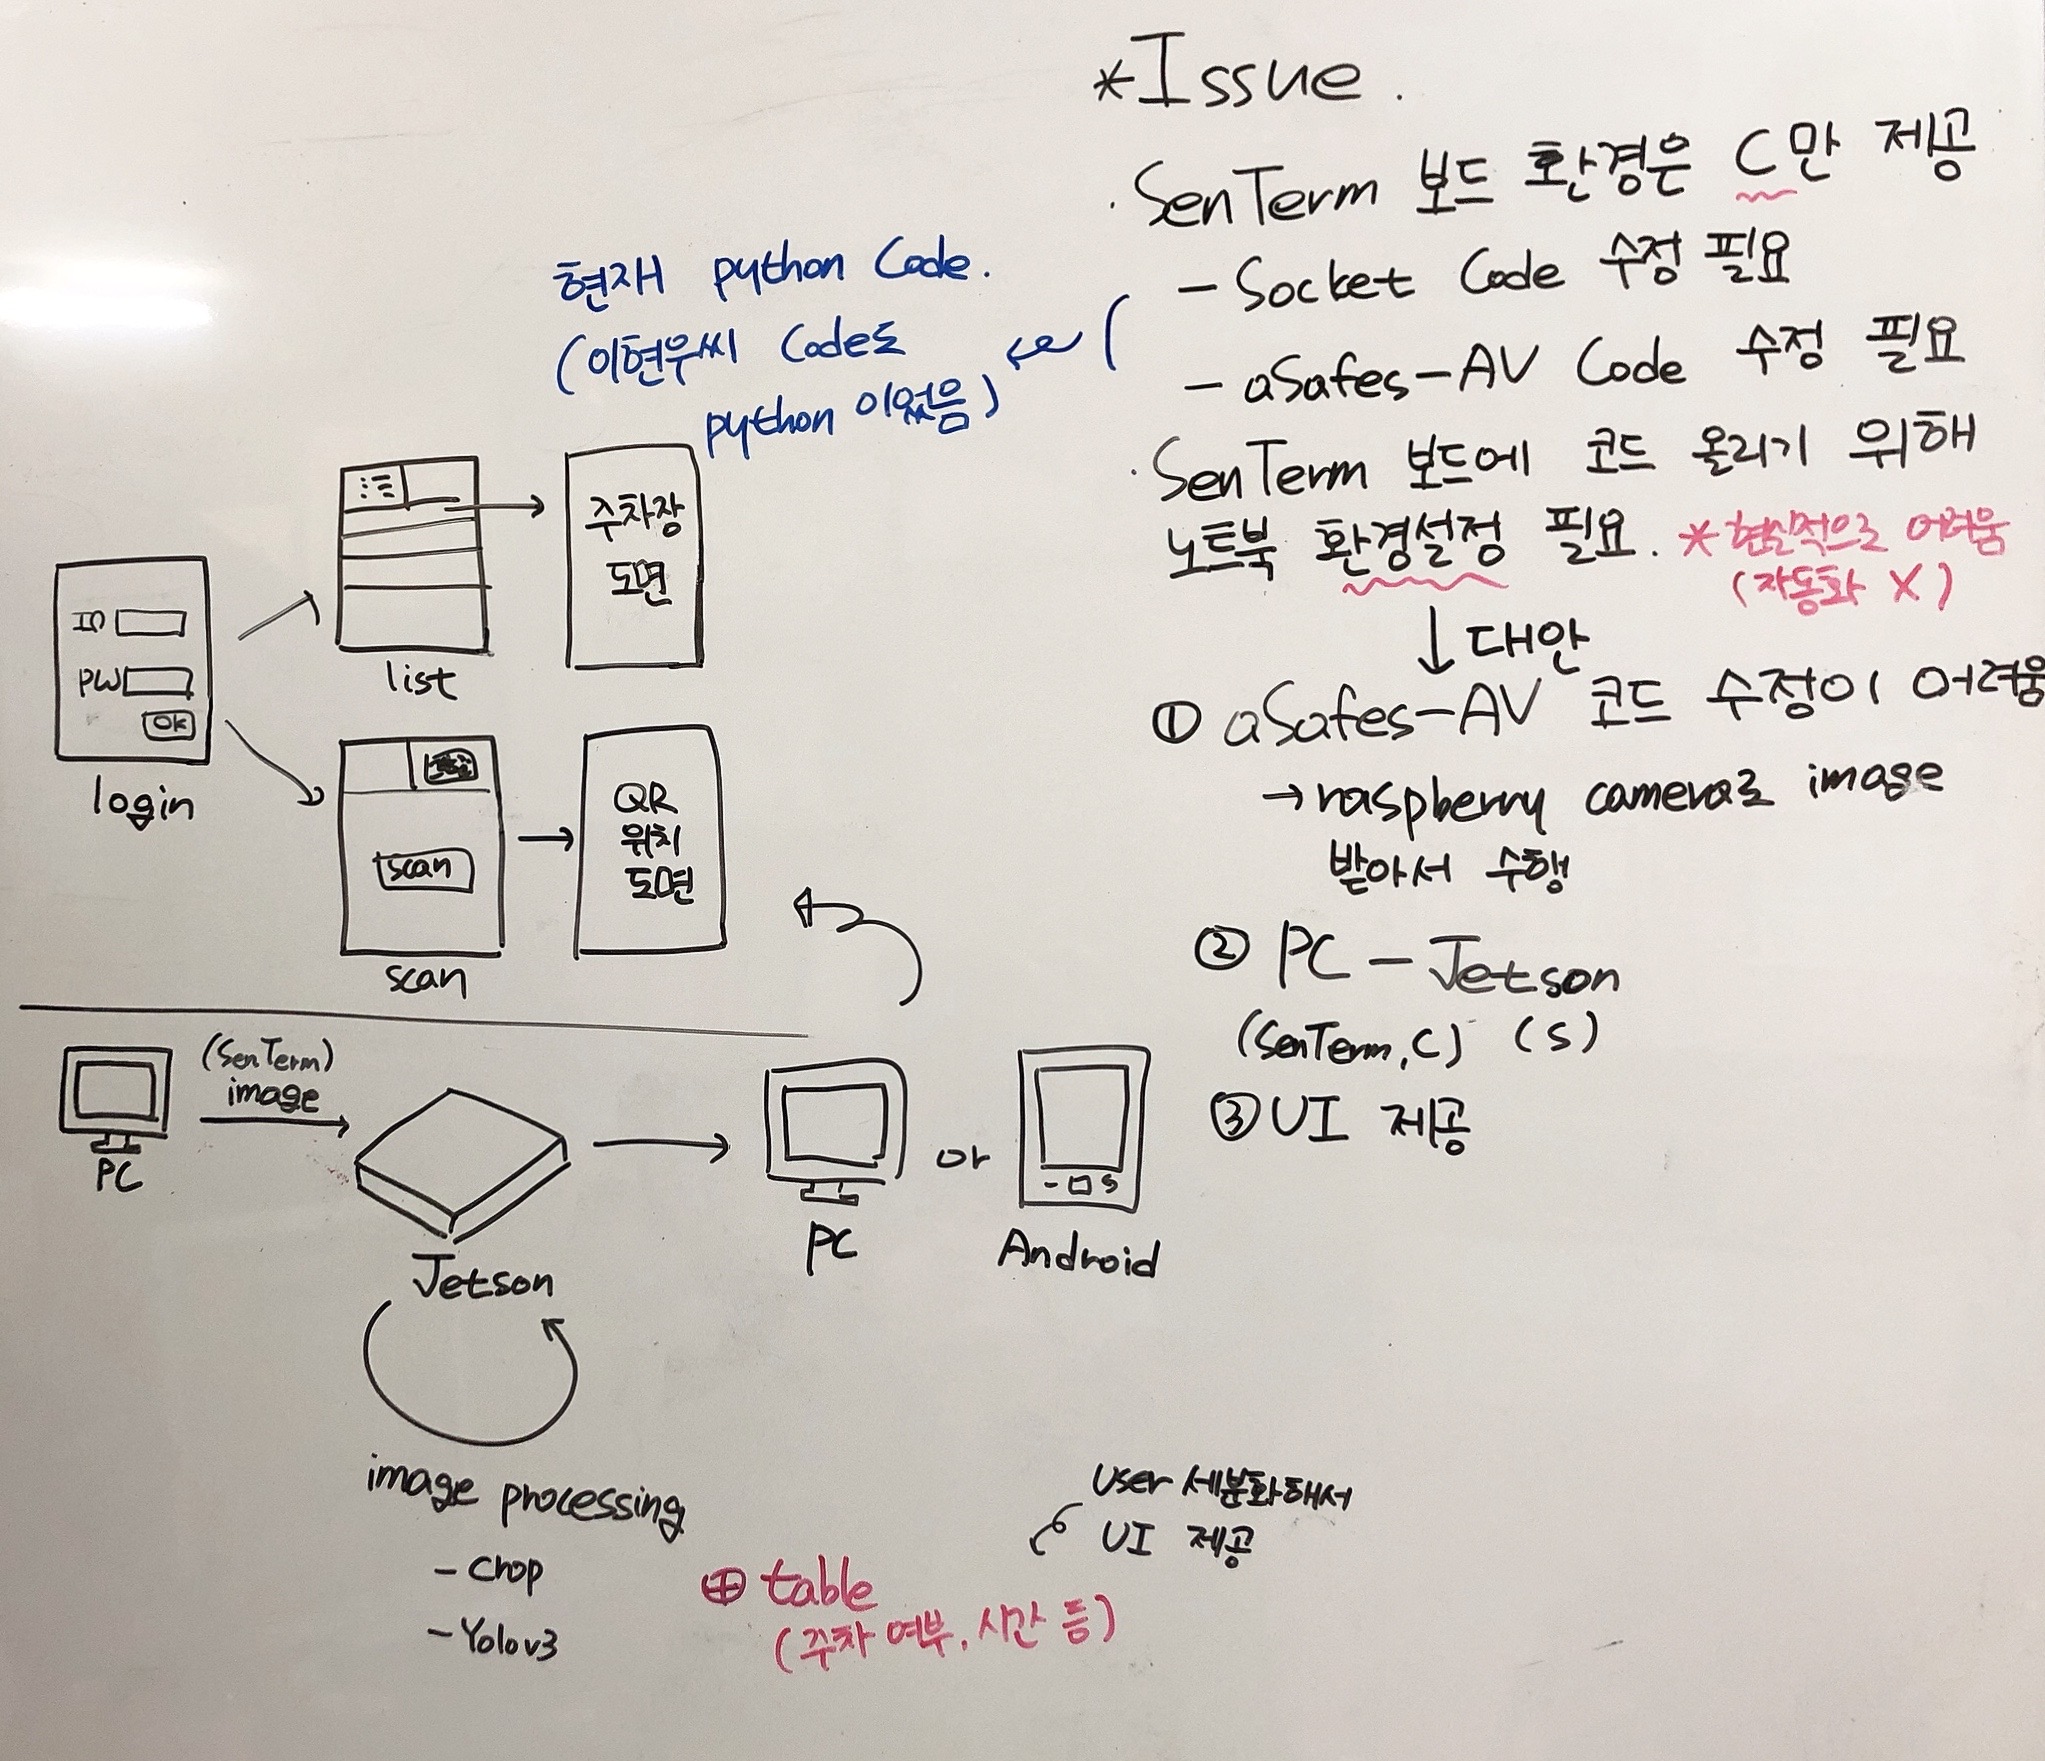 *Issue.
· SenTerm 보드 환경은 C만 제공
- Socket Code 수정 필요
- aSafes-AV Code 수정 필요
현재 python Code.
(이현우씨 Code도
python 이었음)
· SenTerm 보드에 코드 올리기 위해
노트북 환경설정 필요. * 현실적으로 어려움
(자동화 X)
↓ 대안
① aSafes-AV 코드 수정이 어려움
→ raspberry camera로 image
받아서 수행
② PC - Jetson
(SenTerm, C) (S)
③ UI 제공
ID
PW
OK
login
list
주차장
도면
scan
scan
QR
위치
도면
PC
(SenTerm)
image
Jetson
PC
or
Android
image processing
- Crop
- Yolov3
⊕ table
(주차 여부, 시간 등)
User 세분화해서
UI 제공